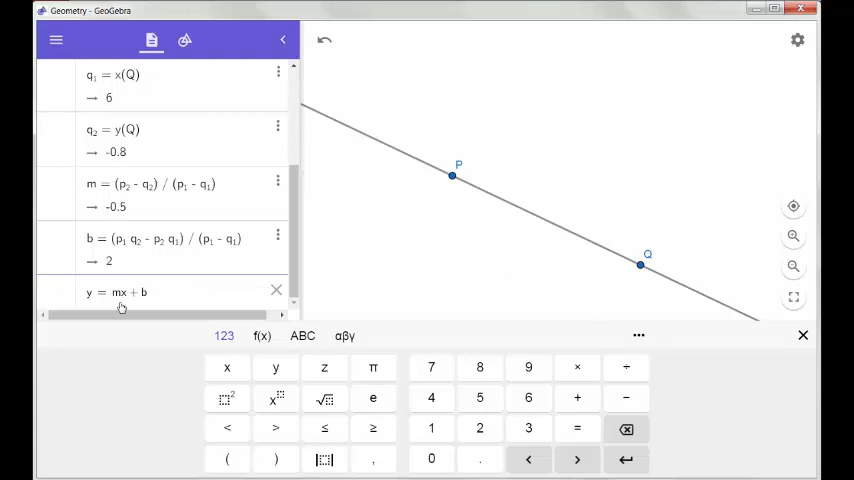 Geometry - GeoGebra
q₁ = x(Q)
→ 6
q₂ = y(Q)
→ -0.8
m = (p₂ - q₂) / (p₁ - q₁)
→ -0.5
b = (p₁ q₂ - p₂ q₁) / (p₁ - q₁)
→ 2
y = mx + b
P
Q
123 f(x) ABC αβγ
x y z π 7 8 9 × ÷
▫² x▫ √▫ e 4 5 6 + −
< > ≤ ≥ 1 2 3 =
( ) |▫| , 0 . < >